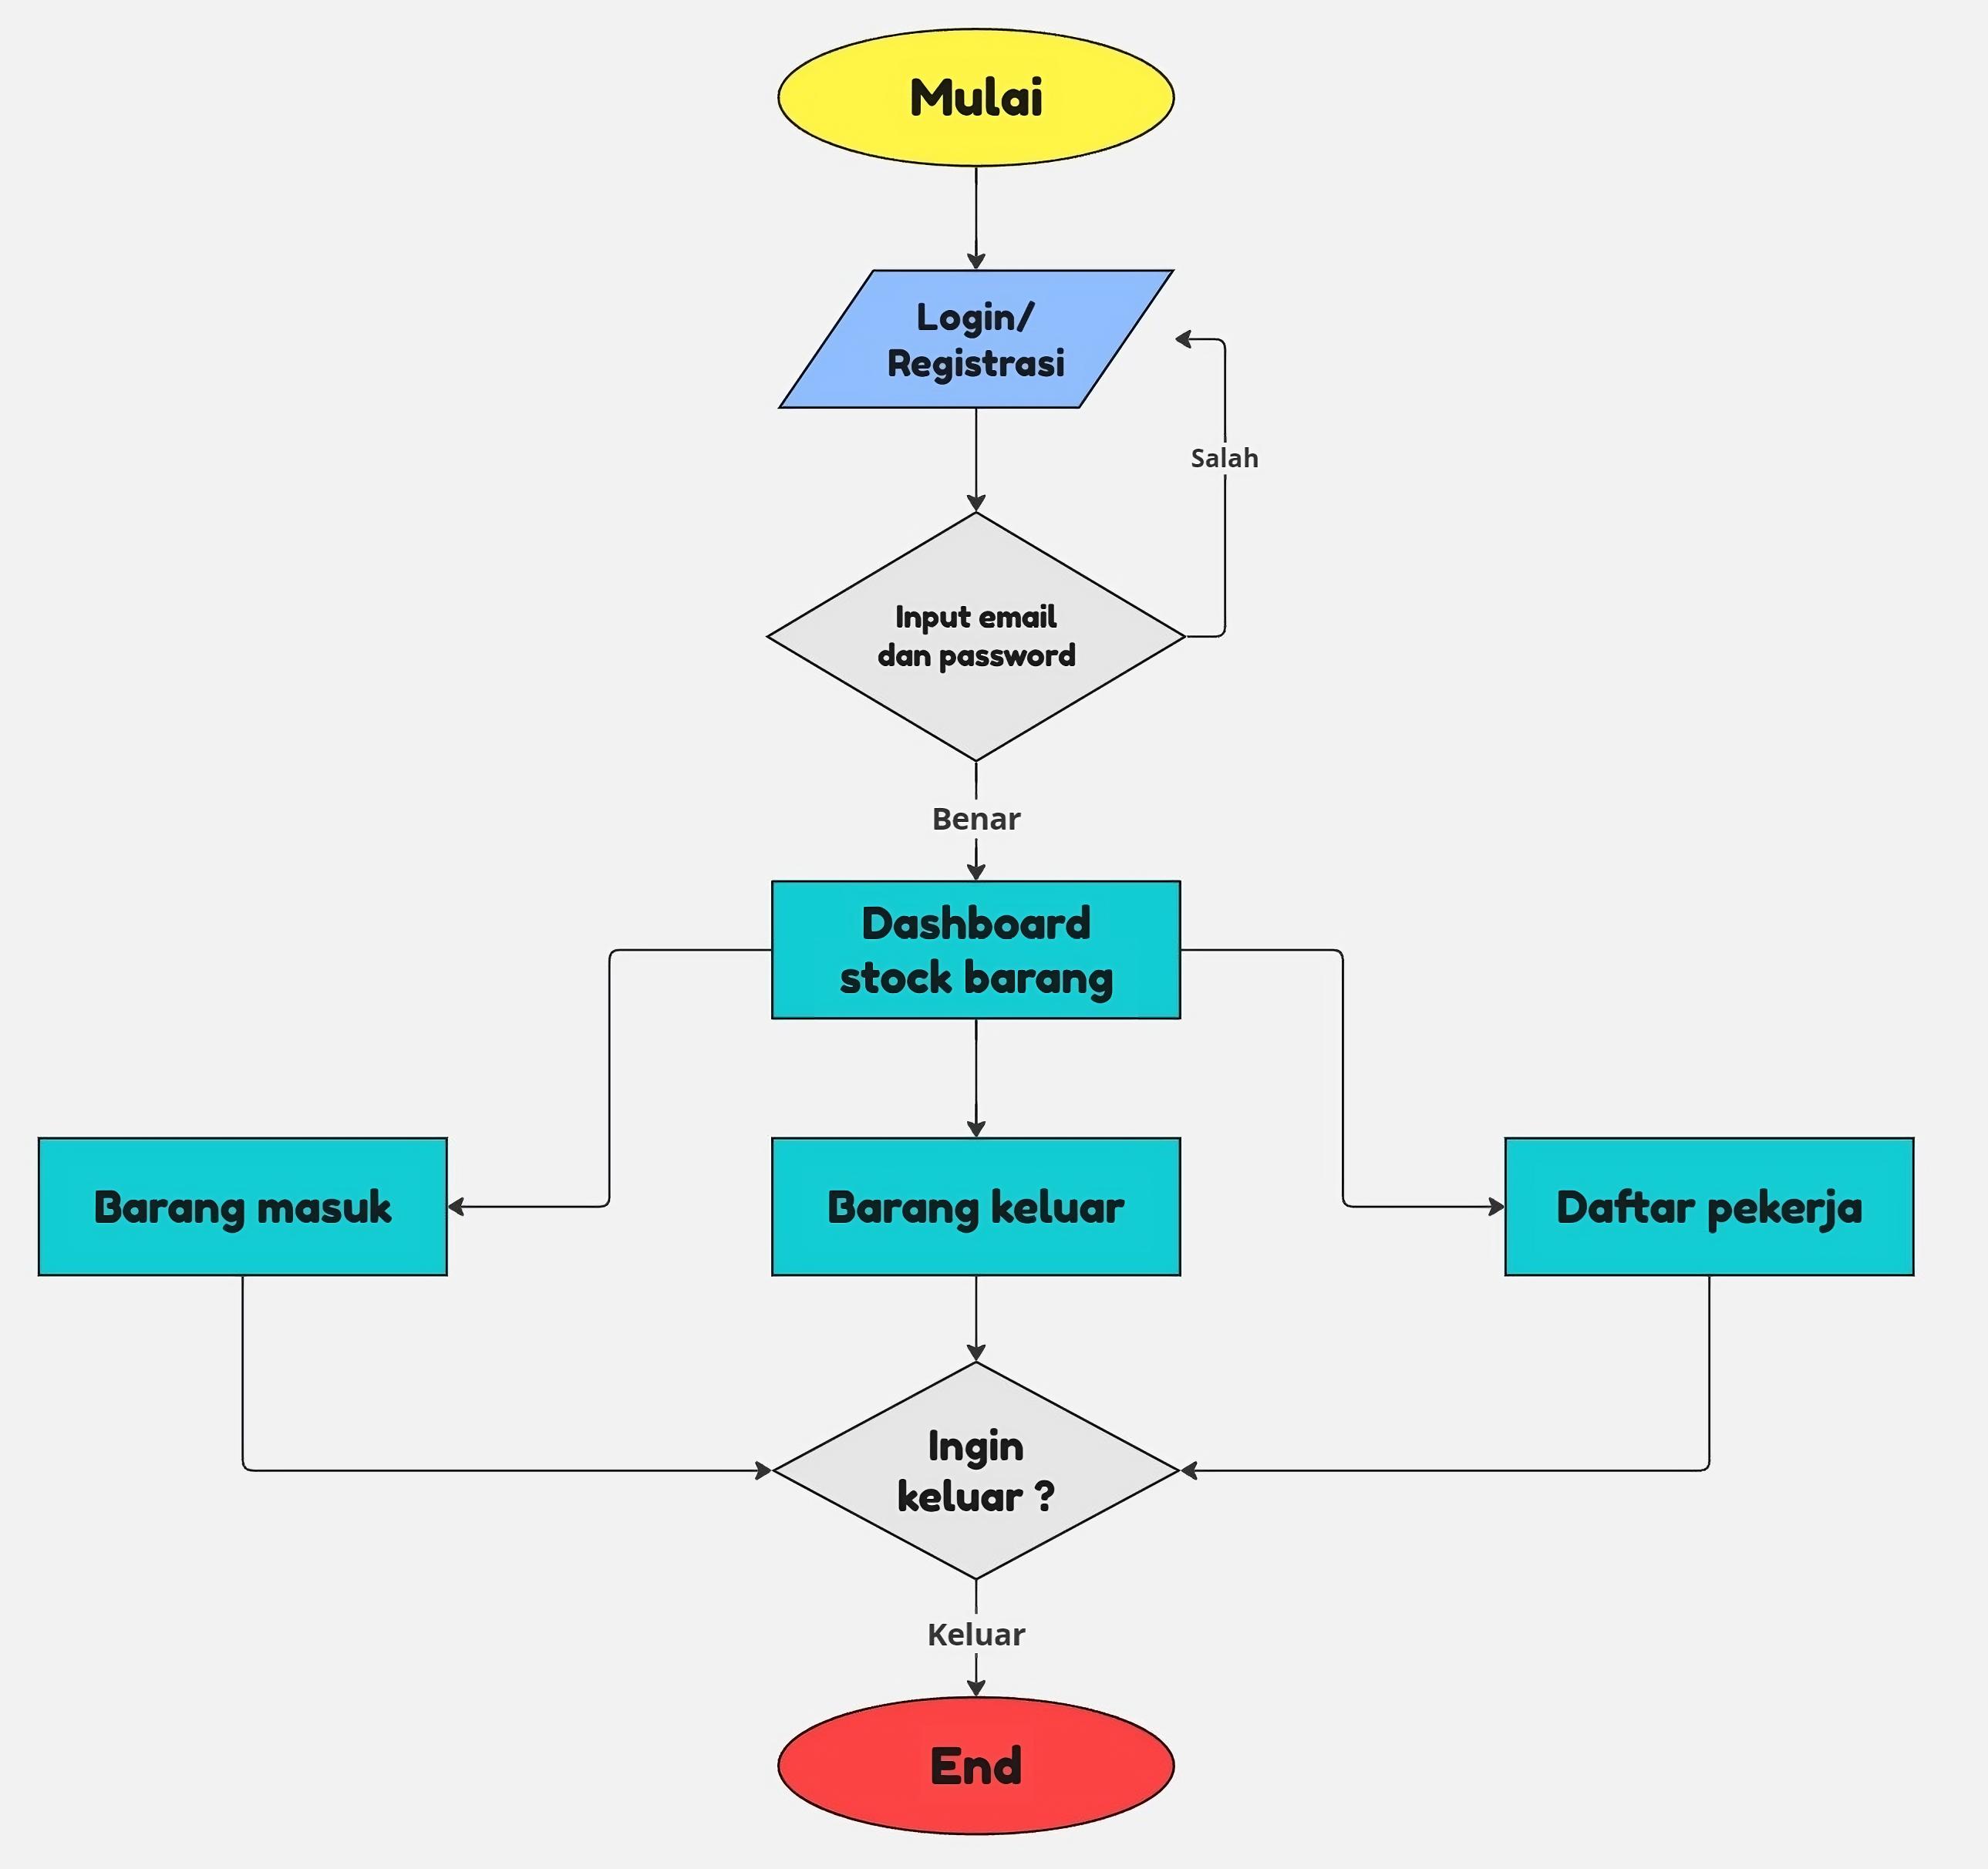 Mulai
Login/
Registrasi
Salah
Input email
dan password
Benar
Dashboard
stock barang
Barang masuk
Barang keluar
Daftar pekerja
Ingin
keluar ?
Keluar
End